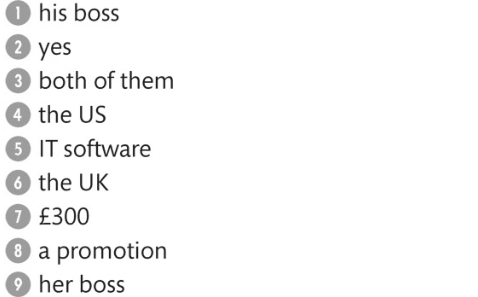 1 his boss
2 yes
3 both of them
4 the US
5 IT software
6 the UK
7 £300
8 a promotion
9 her boss